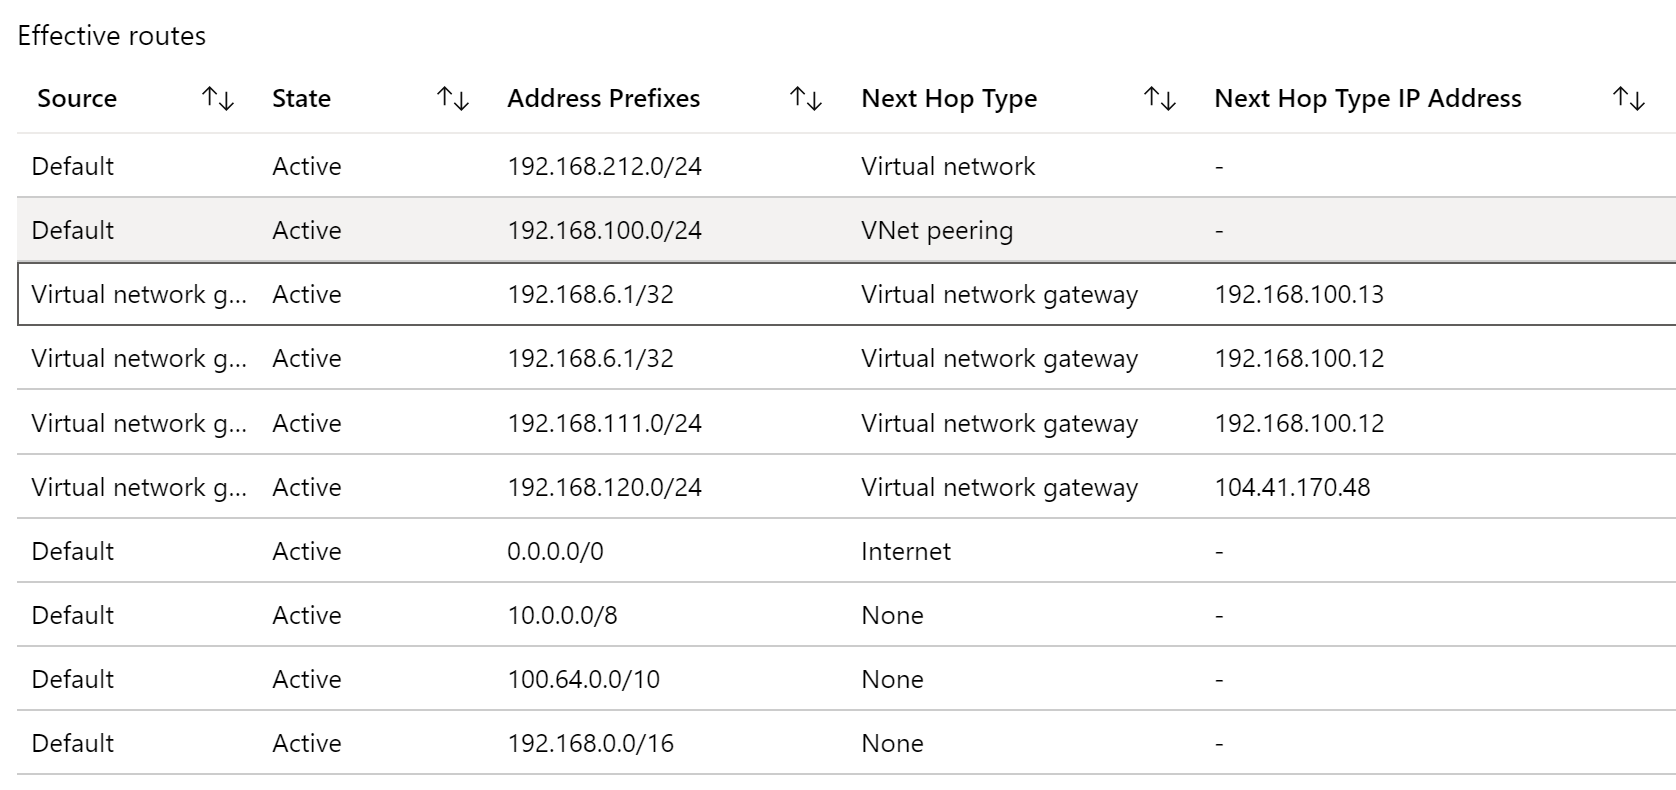 Effective routes
Source ↑↓ State ↑↓ Address Prefixes ↑↓ Next Hop Type ↑↓ Next Hop Type IP Address ↑↓
Default Active 192.168.212.0/24 Virtual network -
Default Active 192.168.100.0/24 VNet peering -
Virtual network g... Active 192.168.6.1/32 Virtual network gateway 192.168.100.13
Virtual network g... Active 192.168.6.1/32 Virtual network gateway 192.168.100.12
Virtual network g... Active 192.168.111.0/24 Virtual network gateway 192.168.100.12
Virtual network g... Active 192.168.120.0/24 Virtual network gateway 104.41.170.48
Default Active 0.0.0.0/0 Internet -
Default Active 10.0.0.0/8 None -
Default Active 100.64.0.0/10 None -
Default Active 192.168.0.0/16 None -